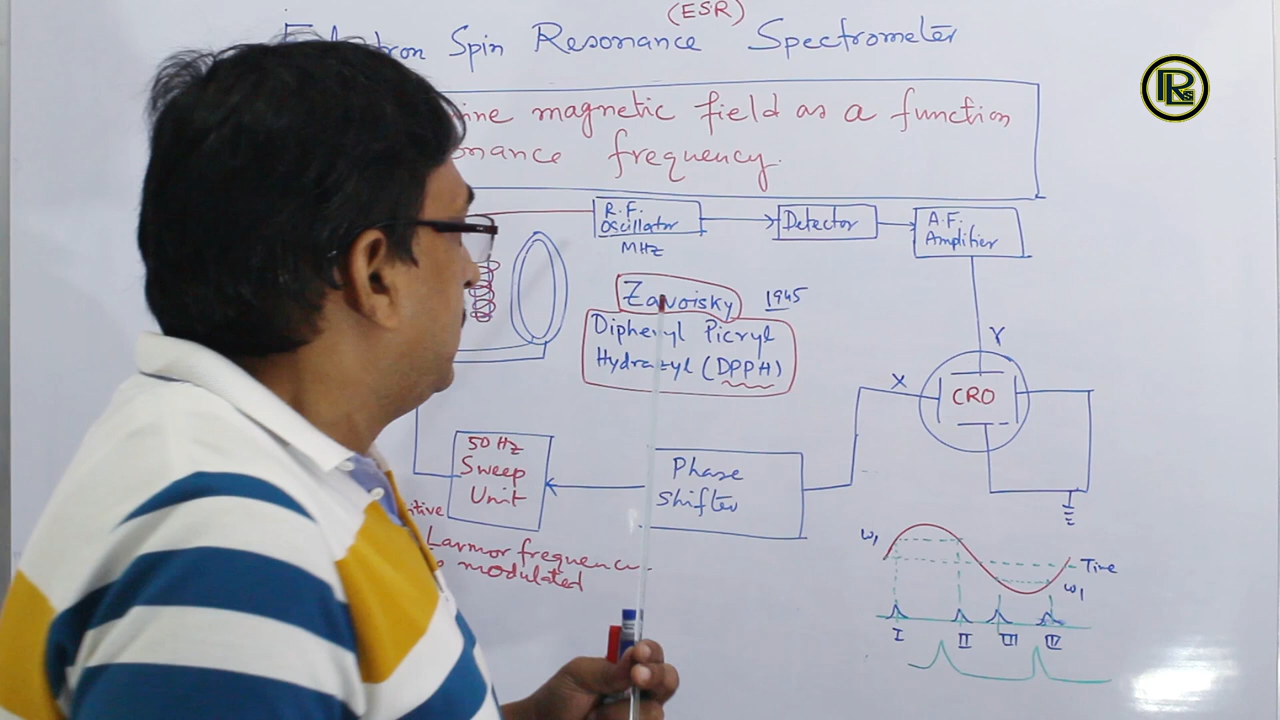 (ESR)
Spin Resonance Spectrometer
magnetic field as a function
frequency.
R.F.
Oscillator
MHz
Detector
A.F.
Amplifier
Zavoisky 1945
Diphenyl Picryl
Hydrazyl (DPPH)
Y
X
CRO
50 Hz
Sweep
Unit
Phase
Shifter
Larmor frequency
modulated
ω1
Time
ω1
I II III IV